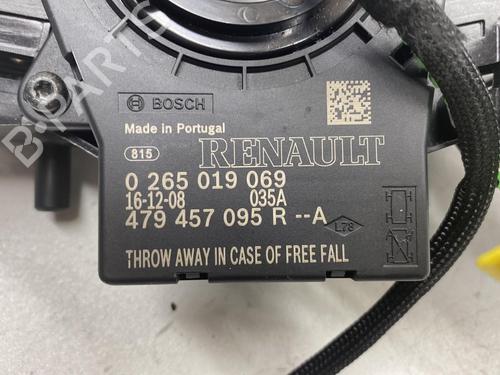 BOSCH
Made in Portugal
815
RENAULT
0 265 019 069
16-12-08 035A
479 457 095 R --A
L78
THROW AWAY IN CASE OF FREE FALL
B-PARTS